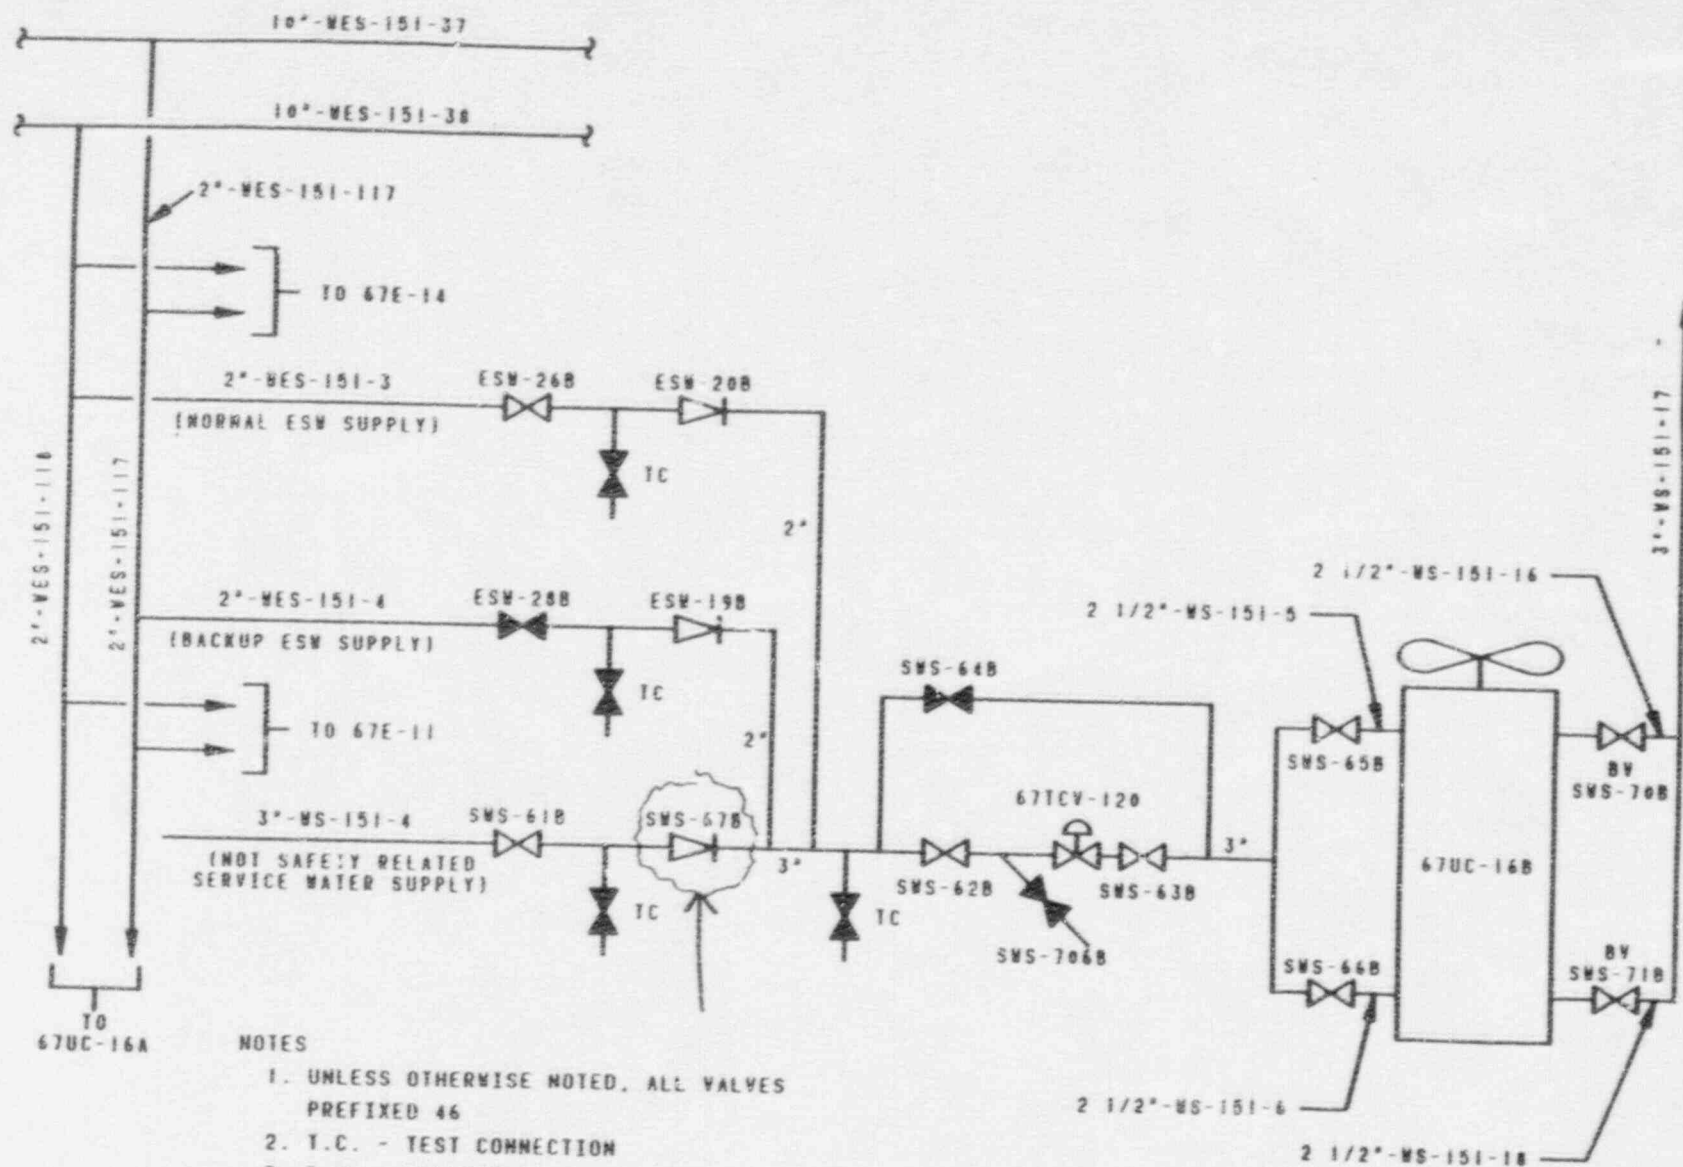 10"-WES-151-37
10"-WES-151-38
2"-WES-151-117
TO 67E-14
2"-WES-151-3
(NORMAL ESW SUPPLY)
ESW-26B
ESW-20B
TC
2"
2"-WES-151-118
2"-WES-151-117
2"-WES-151-4
(BACKUP ESW SUPPLY)
ESW-28B
ESW-19B
TC
2"
TO 67E-11
3"-WS-151-4
(NOT SAFETY RELATED
SERVICE WATER SUPPLY)
SWS-61B
SWS-67B
TC
3"
TC
SWS-64B
SWS-62B
67TCV-120
SWS-63B
SWS-706B
3"
2 1/2"-WS-151-5
2 1/2"-WS-151-16
3"-WS-151-17
SWS-65B
SWS-66B
67UC-16B
BV
SWS-70B
BV
SWS-71B
2 1/2"-WS-151-6
2 1/2"-WS-151-18
TO
67UC-16A
NOTES
1. UNLESS OTHERWISE NOTED, ALL VALVES
PREFIXED 46
2. T.C. - TEST CONNECTION